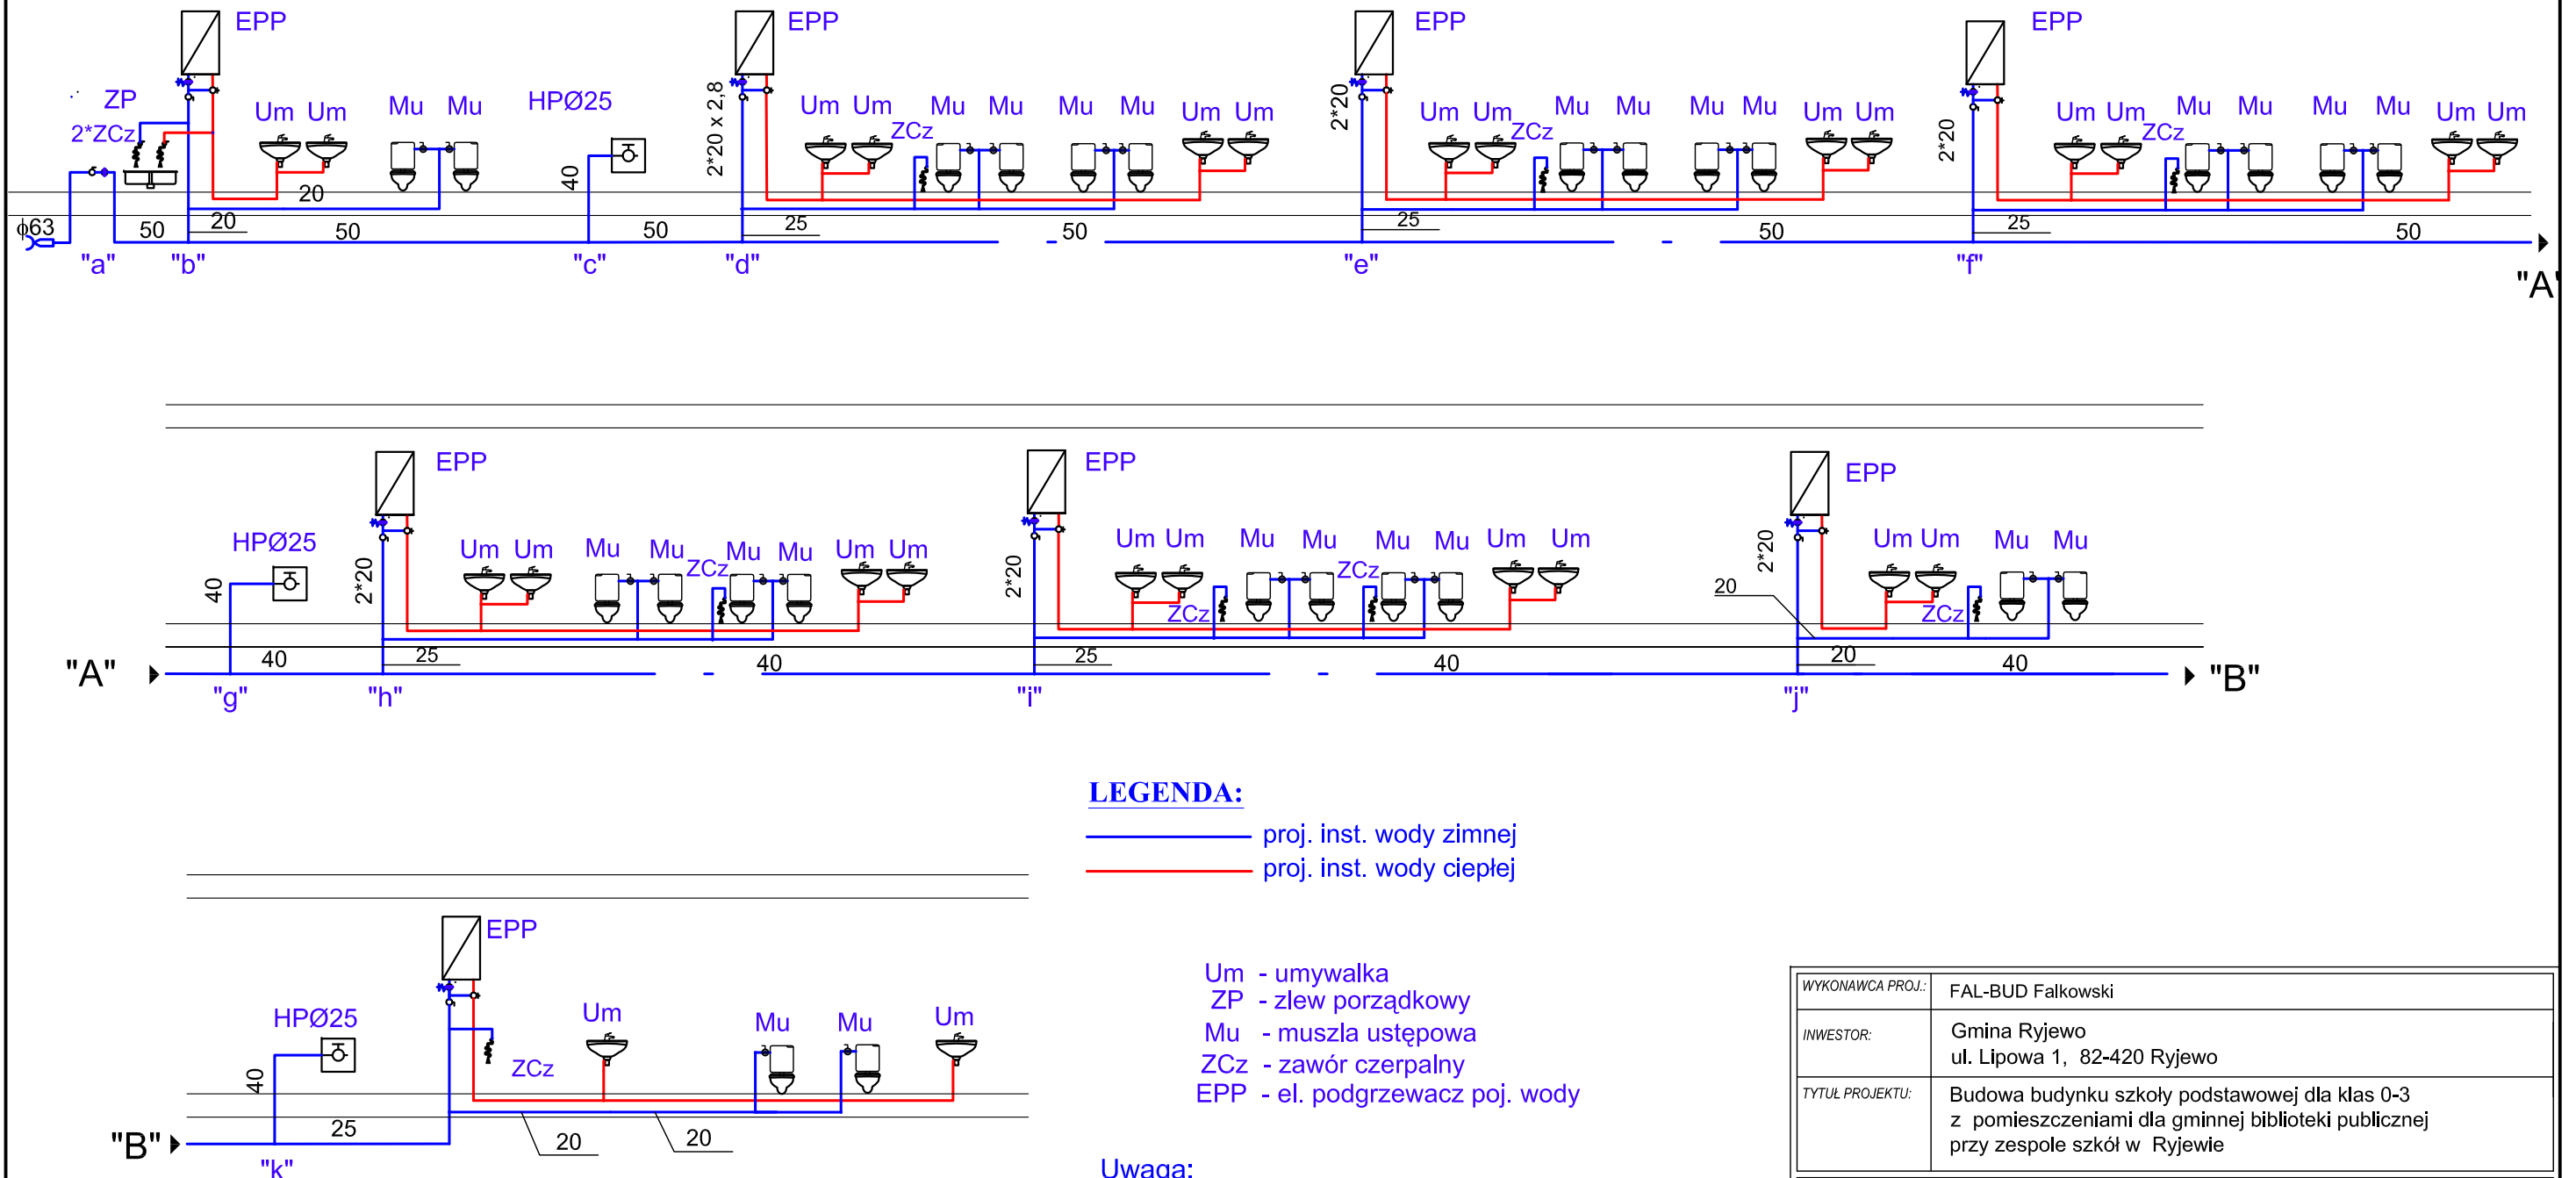 EPP EPP EPP EPP
ZP
2*ZCz
Um Um Mu Mu
HPØ25
40
2*20 x 2,8
Um Um ZCz Mu Mu Mu Mu Um Um
2*20
Um Um ZCz Mu Mu Mu Mu Um Um
2*20
Um Um ZCz Mu Mu Mu Mu Um Um
20
ϕ63 50 20 50 50 25 50 25 50 25 50
"a" "b" "c" "d" "e" "f"
"A"
EPP EPP EPP
HPØ25
40
2*20
Um Um Mu Mu ZCz Mu Mu Um Um
2*20
Um Um ZCz Mu Mu ZCz Mu Mu Um Um
2*20
20
Um Um ZCz Mu Mu
"A" 40 25 40 25 40 20 40 "B"
"g" "h" "i" "j"
LEGENDA:
proj. inst. wody zimnej
proj. inst. wody ciepłej
EPP
HPØ25
40
ZCz
Um Mu Mu Um
"B" 25 20 20
"k"
Um - umywalka
ZP - zlew porządkowy
Mu - muszla ustępowa
ZCz - zawór czerpalny
EPP - el. podgrzewacz poj. wody
Uwaga:
WYKONAWCA PROJ.: FAL-BUD Falkowski
INWESTOR: Gmina Ryjewo
ul. Lipowa 1, 82-420 Ryjewo
TYTUŁ PROJEKTU: Budowa budynku szkoły podstawowej dla klas 0-3
z pomieszczeniami dla gminnej biblioteki publicznej
przy zespole szkół w Ryjewie